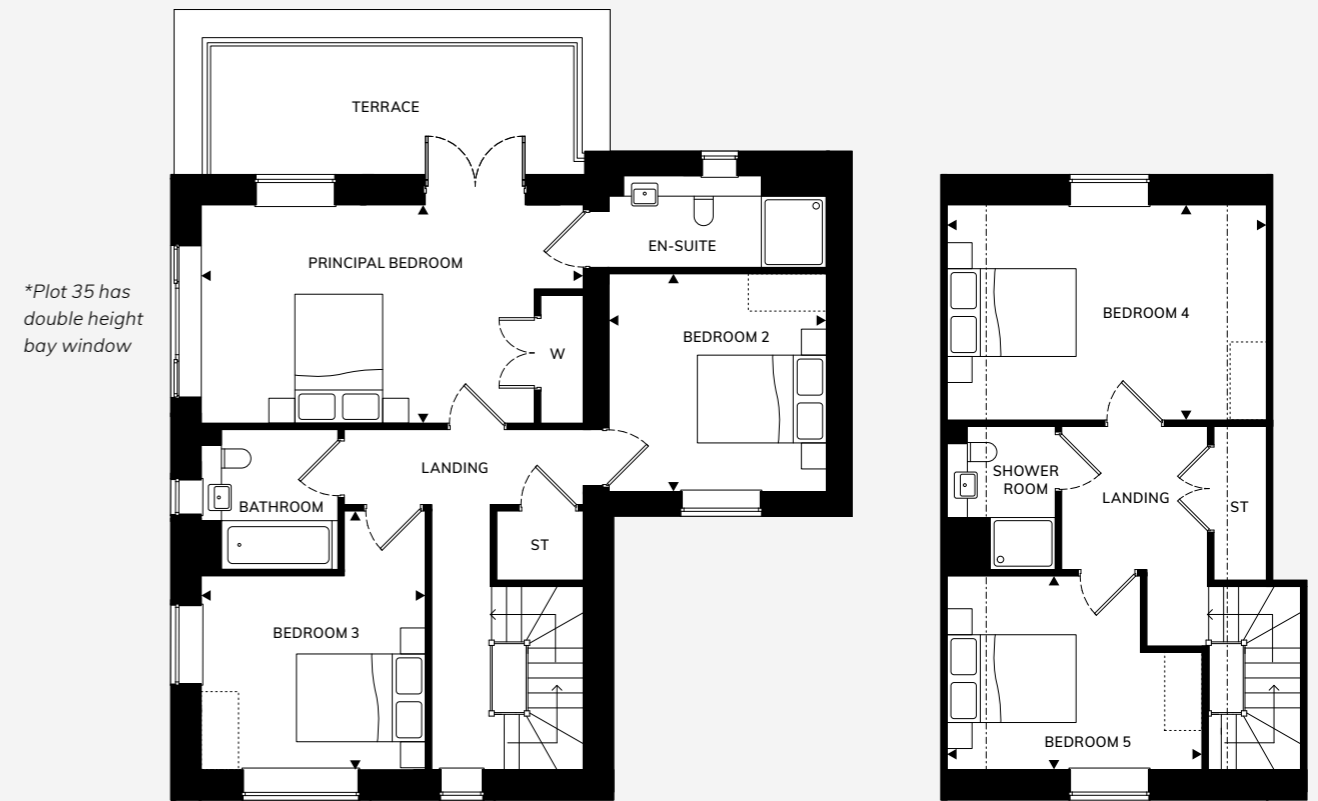 TERRACE
EN-SUITE
PRINCIPAL BEDROOM
*Plot 35 has
double height
bay window
W
BEDROOM 2
LANDING
BATHROOM
ST
BEDROOM 3
BEDROOM 4
SHOWER
ROOM
LANDING
ST
BEDROOM 5